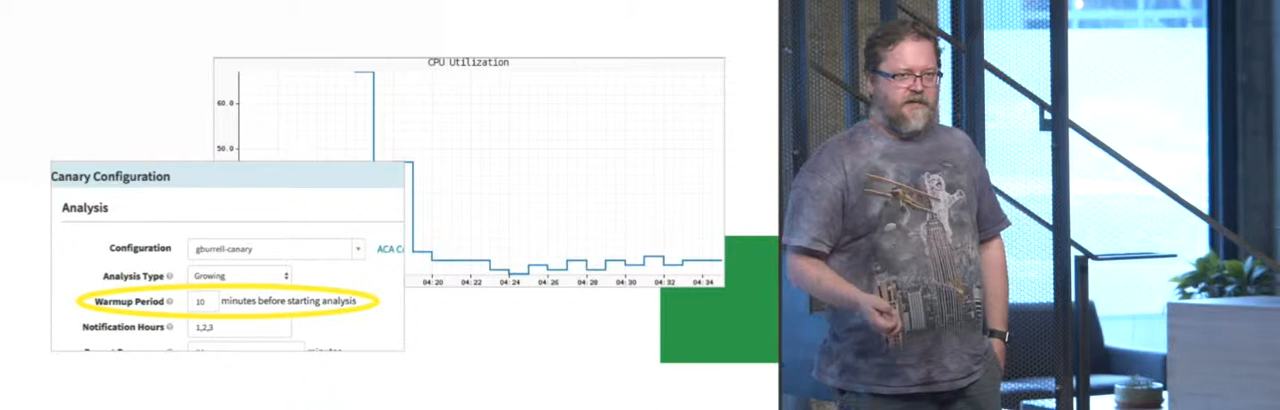 CPU Utilization
60.0
50.0
Canary Configuration
Analysis
Configuration gburrell-canary
Analysis Type Growing
Warmup Period 10 minutes before starting analysis
Notification Hours 1,2,3
minutes
04:20 04:22 04:24 04:26 04:28 04:30 04:32 04:34